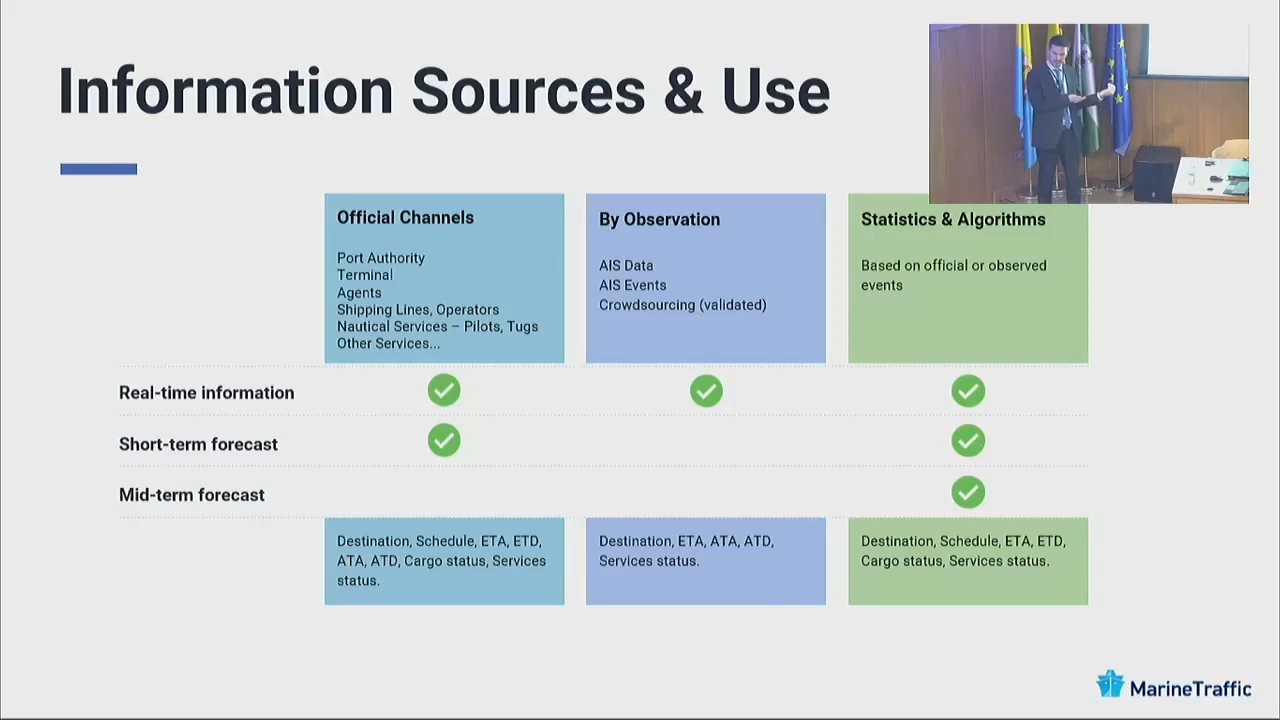 Information Sources & Use
Official Channels
Port Authority
Terminal
Agents
Shipping Lines, Operators
Nautical Services – Pilots, Tugs
Other Services...
By Observation
AIS Data
AIS Events
Crowdsourcing (validated)
Statistics & Algorithms
Based on official or observed
events
Real-time information
Short-term forecast
Mid-term forecast
Destination, Schedule, ETA, ETD,
ATA, ATD, Cargo status, Services
status.
Destination, ETA, ATA, ATD,
Services status.
Destination, Schedule, ETA, ETD,
Cargo status, Services status.
MarineTraffic